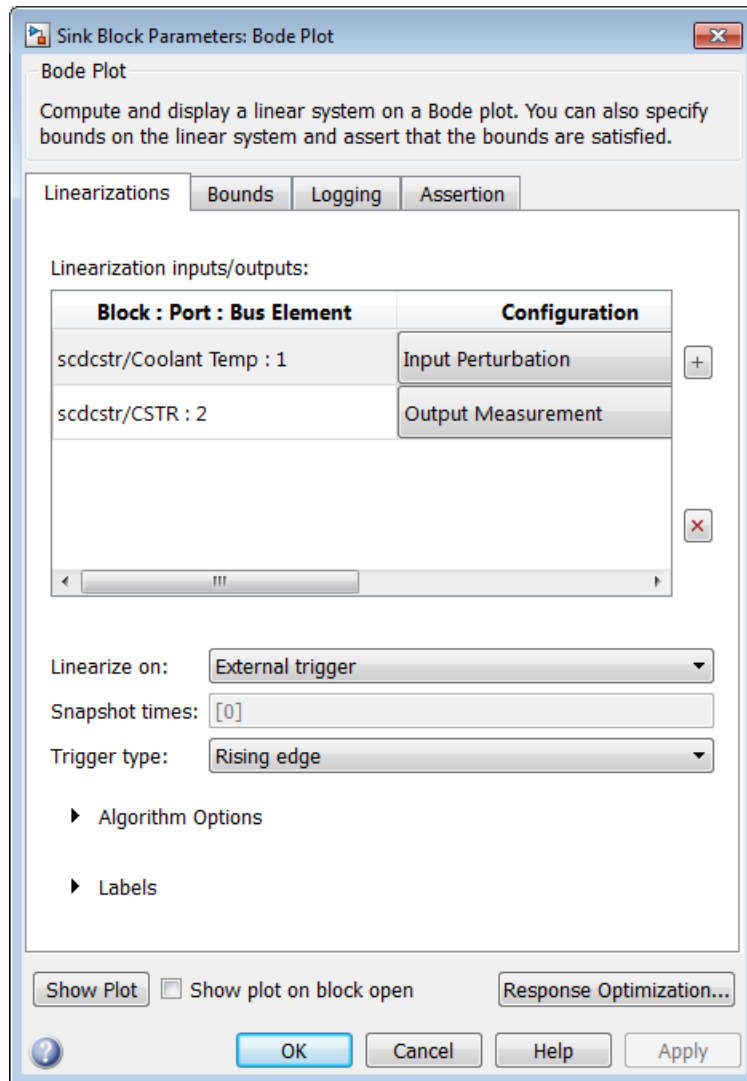 Sink Block Parameters: Bode Plot
Bode Plot
Compute and display a linear system on a Bode plot. You can also specify
bounds on the linear system and assert that the bounds are satisfied.
Linearizations Bounds Logging Assertion
Linearization inputs/outputs:
Block : Port : Bus Element Configuration
scdcstr/Coolant Temp : 1 Input Perturbation
+
scdcstr/CSTR : 2 Output Measurement
Linearize on: External trigger
Snapshot times: [0]
Trigger type: Rising edge
Algorithm Options
Labels
Show Plot Show plot on block open Response Optimization...
? OK Cancel Help Apply